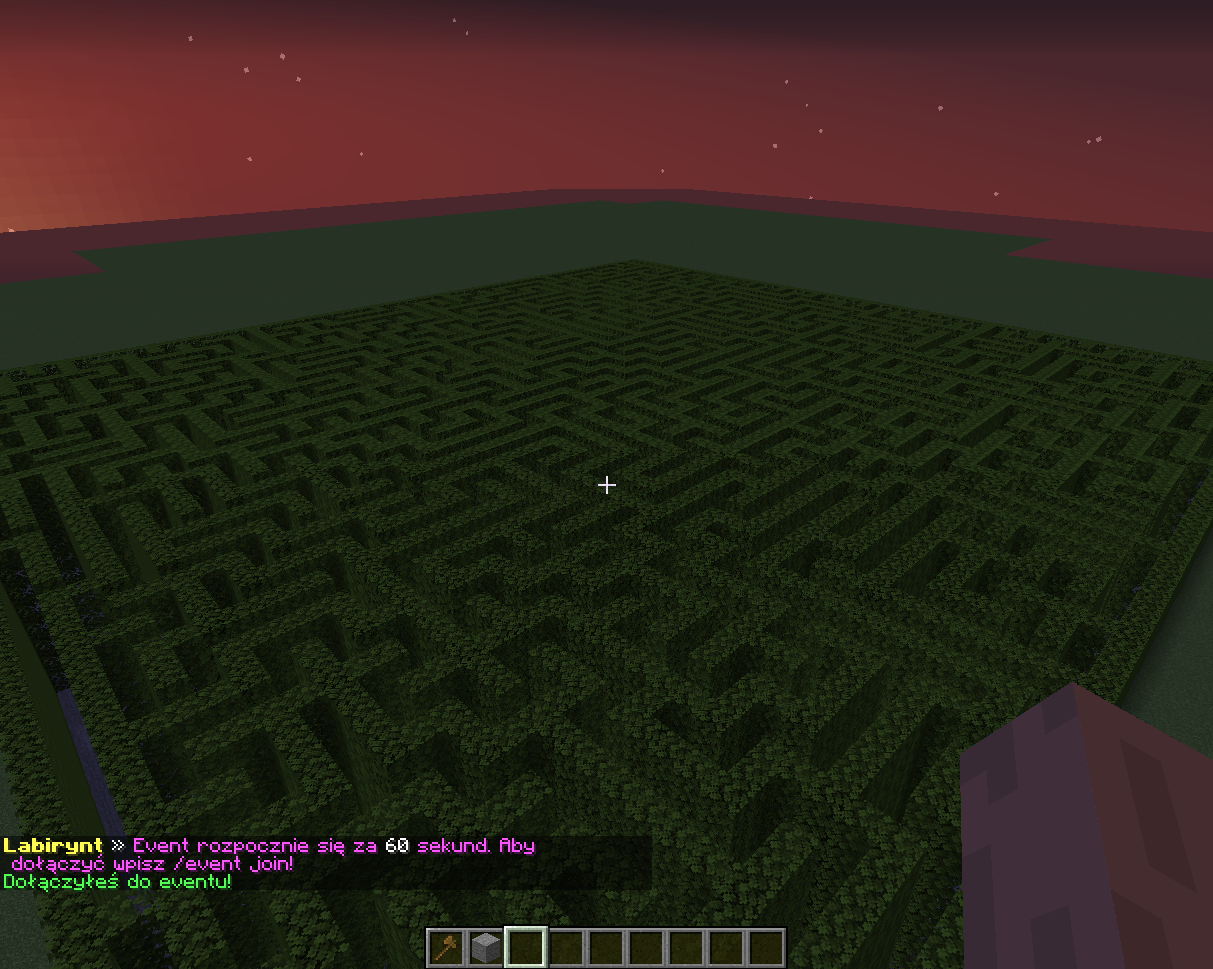 Labirynt » Event rozpocznie się za 60 sekund. Aby
dołączyć wpisz /event join!
Dołączyłeś do eventu!